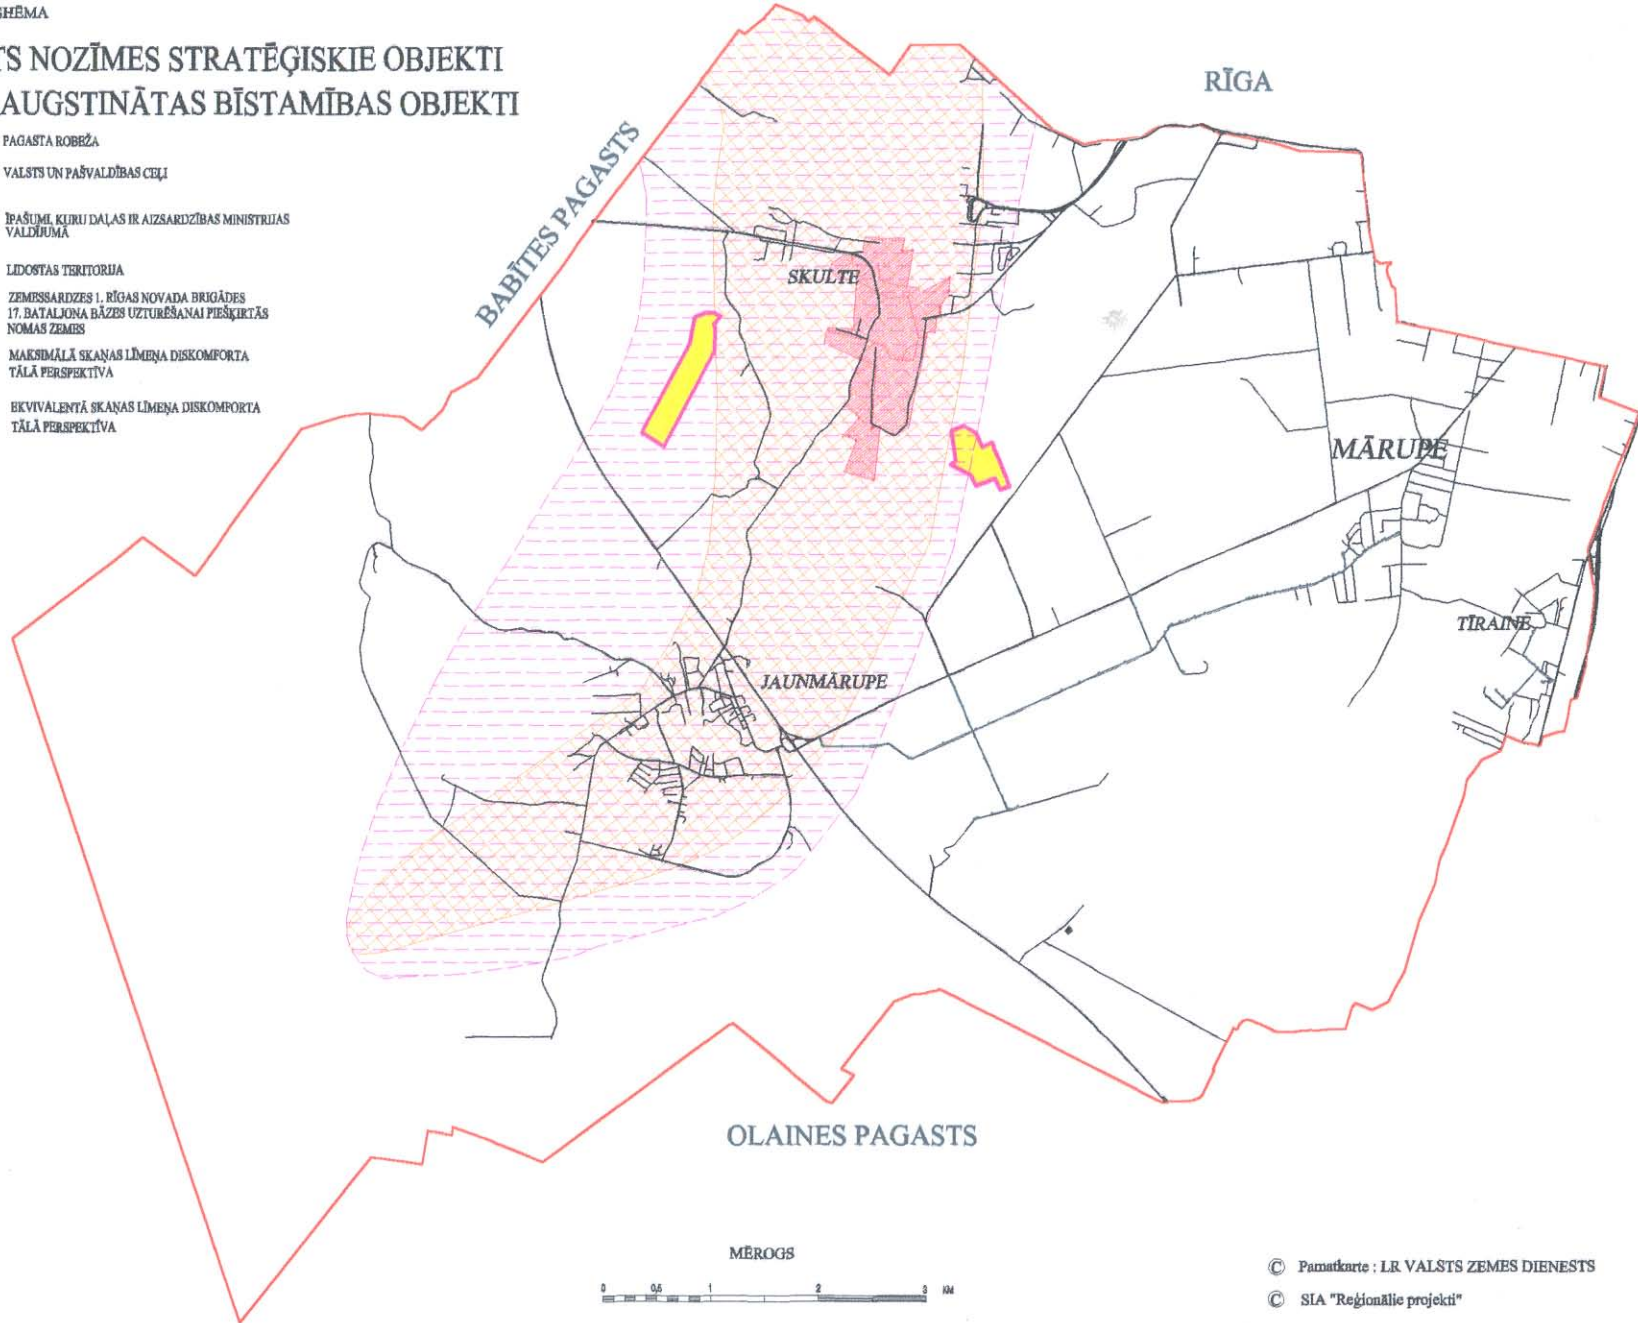 SHĒMA
TS NOZĪMES STRATĒĢISKIE OBJEKTI
AUGSTINĀTAS BĪSTAMĪBAS OBJEKTI
PAGASTA ROBEŽA
VALSTS UN PAŠVALDĪBAS CEĻI
ĪPAŠUMI, KURU DAĻAS IR AIZSARDZĪBAS MINISTRIJAS
VALDĪJUMĀ
LIDOSTAS TERITORIJA
ZEMESSARDZES 1. RĪGAS NOVADA BRIGĀDES
17. BATALJONA BĀZES UZTURĒŠANAI PIEŠĶIRTĀS
NOMAS ZEMES
MAKSIMĀLĀ SKAŅAS LĪMEŅA DISKOMFORTA
TĀLĀ PERSPEKTĪVA
EKVIVALENTĀ SKAŅAS LĪMEŅA DISKOMFORTA
TĀLĀ PERSPEKTĪVA
RĪGA
BABĪTES PAGASTS
SKULTE
MĀRUPE
TĪRAINE
JAUNMĀRUPE
OLAINES PAGASTS
MĒROGS
0 0,5 1 2 3 KM
© Pamatkarte : LR VALSTS ZEMES DIENESTS
© SIA "Reģionālie projekti"